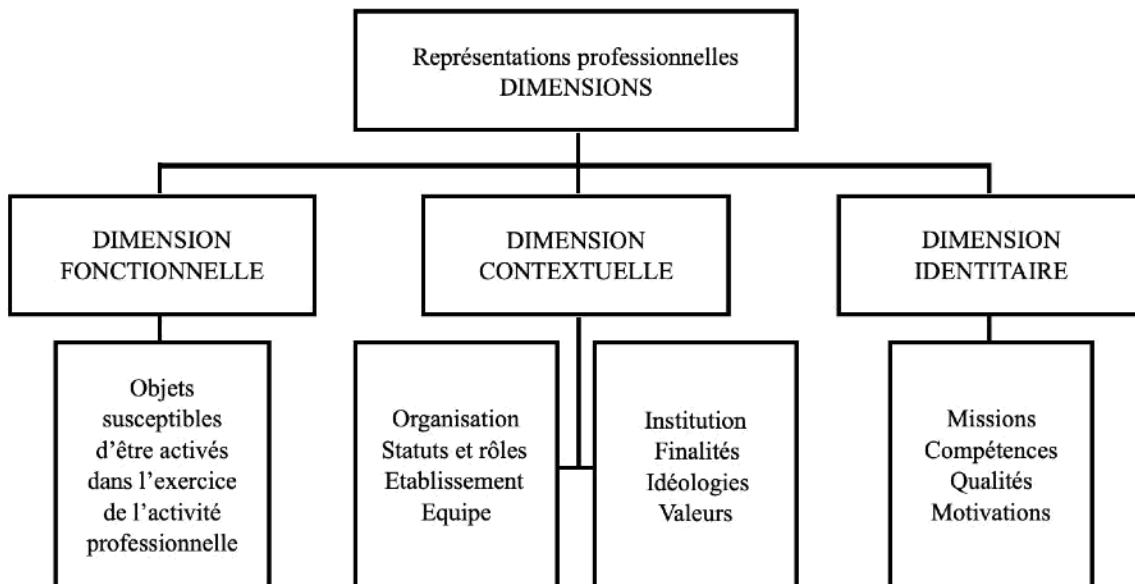 Représentations professionnelles
DIMENSIONS
DIMENSION
FONCTIONNELLE
DIMENSION
CONTEXTUELLE
DIMENSION
IDENTITAIRE
Objets
susceptibles
d’être activés
dans l’exercice
de l’activité
professionnelle
Organisation
Statuts et rôles
Etablissement
Equipe
Institution
Finalités
Idéologies
Valeurs
Missions
Compétences
Qualités
Motivations